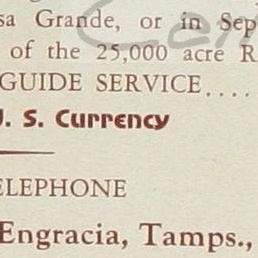 sa Grande, or in Sep
of the 25,000 acre R
GUIDE SERVICE....
U. S. Currency
ELEPHONE
Engracia, Tamps.,